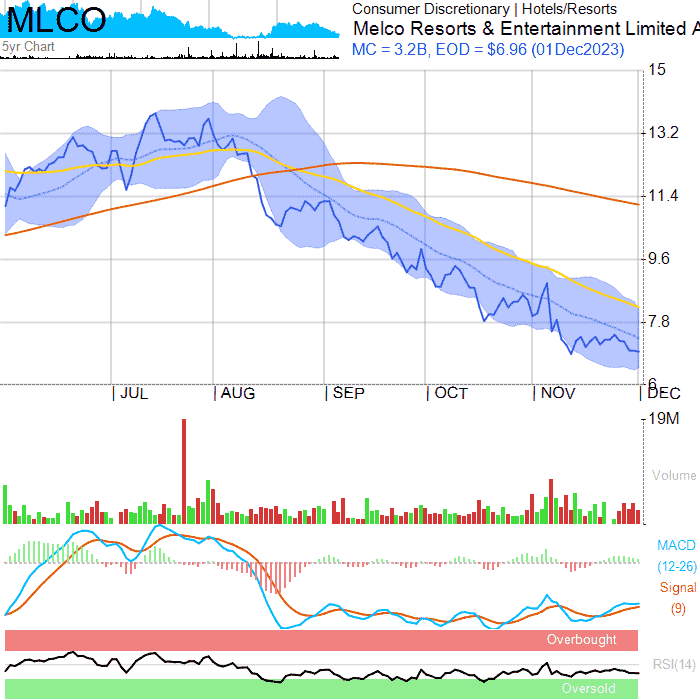 MLCO
5yr Chart
Consumer Discretionary | Hotels/Resorts
Melco Resorts & Entertainment Limited A
MC = 3.2B, EOD = $6.96 (01Dec2023)
15
13.2
11.4
9.6
7.8
6
JUL AUG SEP OCT NOV DEC
19M
Volume
MACD
(12-26)
Signal
(9)
Overbought
RSI(14)
Oversold